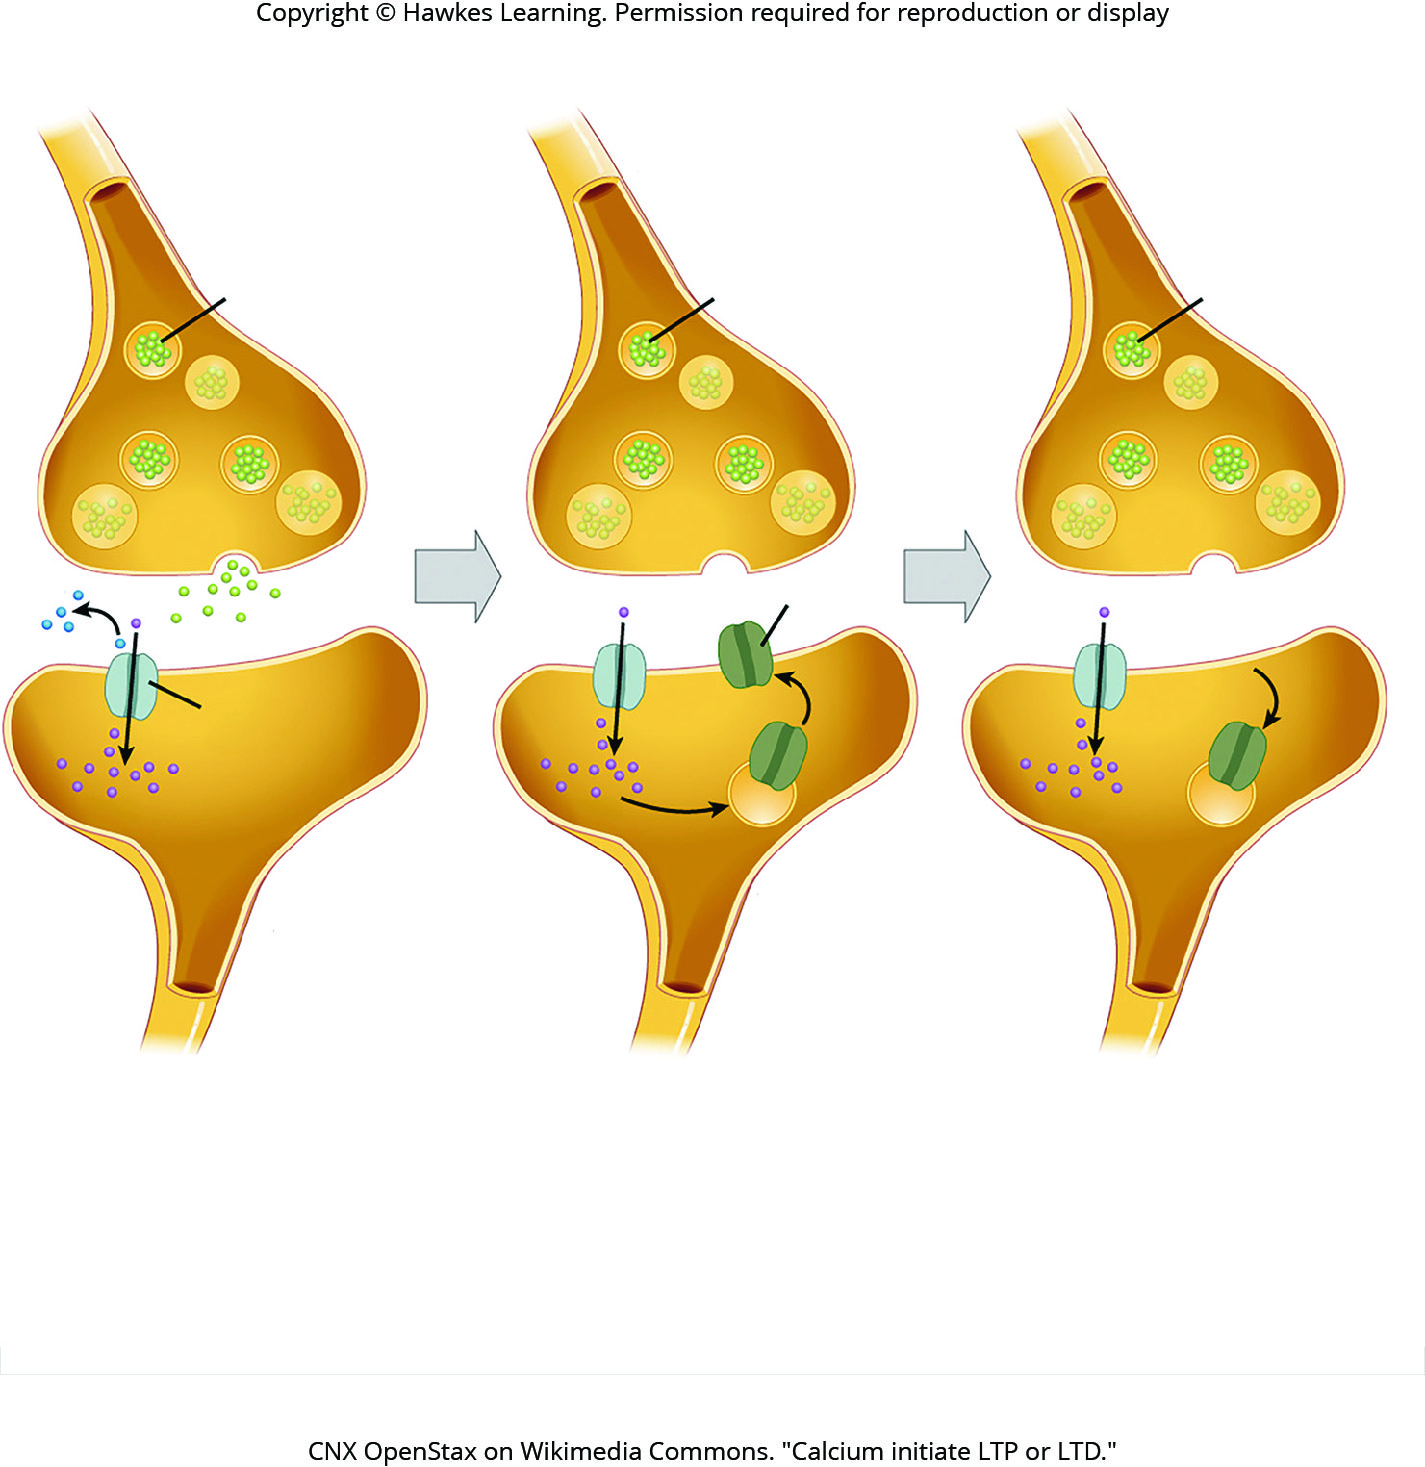 Copyright © Hawkes Learning. Permission required for reproduction or display
CNX OpenStax on Wikimedia Commons. "Calcium initiate LTP or LTD."